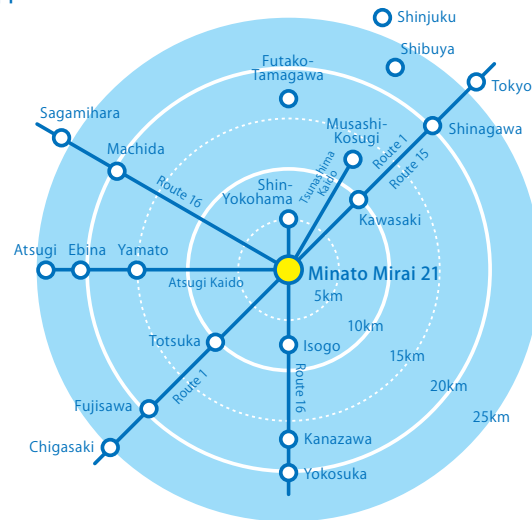 Shinjuku
Shibuya
Futako-
Tamagawa
Tokyo
Sagamihara
Musashi-
Kosugi
Shinagawa
Machida
Route 1
Route 15
Tsunashima
Kaido
Route 16
Shin-
Yokohama
Kawasaki
Atsugi
Ebina
Yamato
Minato Mirai 21
Atsugi Kaido
5km
10km
Totsuka
Isogo
15km
Route 1
Route 16
20km
Fujisawa
25km
Chigasaki
Kanazawa
Yokosuka